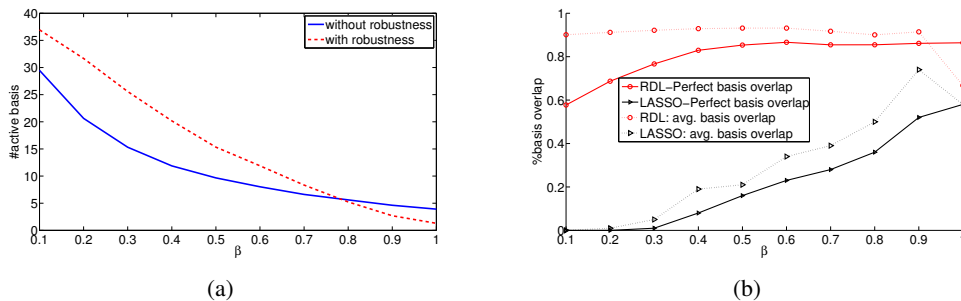 40
35
30
25
20
15
10
5
0
#active basis
without robustness
with robustness
0.1 0.2 0.3 0.4 0.5 0.6 0.7 0.8 0.9 1
β
(a)
1
0.8
0.6
0.4
0.2
0
%basis overlap
RDL−Perfect basis overlap
LASSO−Perfect basis overlap
RDL: avg. basis overlap
LASSO: avg. basis overlap
0.1 0.2 0.3 0.4 0.5 0.6 0.7 0.8 0.9 1
β
(b)